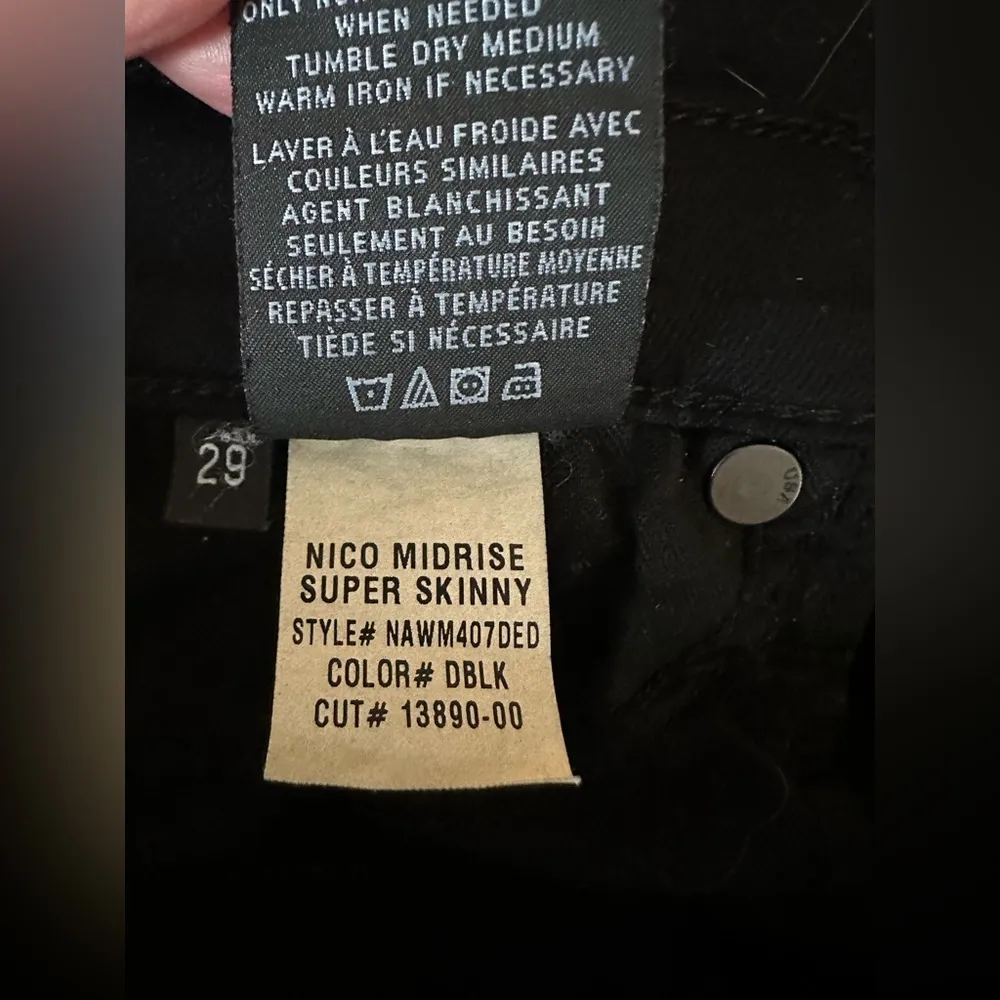 ONLY
WHEN NEEDED
TUMBLE DRY MEDIUM
WARM IRON IF NECESSARY
LAVER À L'EAU FROIDE AVEC
COULEURS SIMILAIRES
AGENT BLANCHISSANT
SEULEMENT AU BESOIN
SÉCHER À TEMPÉRATURE MOYENNE
REPASSER À TEMPÉRATURE
TIÈDE SI NÉCESSAIRE
29
NICO MIDRISE
SUPER SKINNY
STYLE# NAWM407DED
COLOR# DBLK
CUT# 13890-00